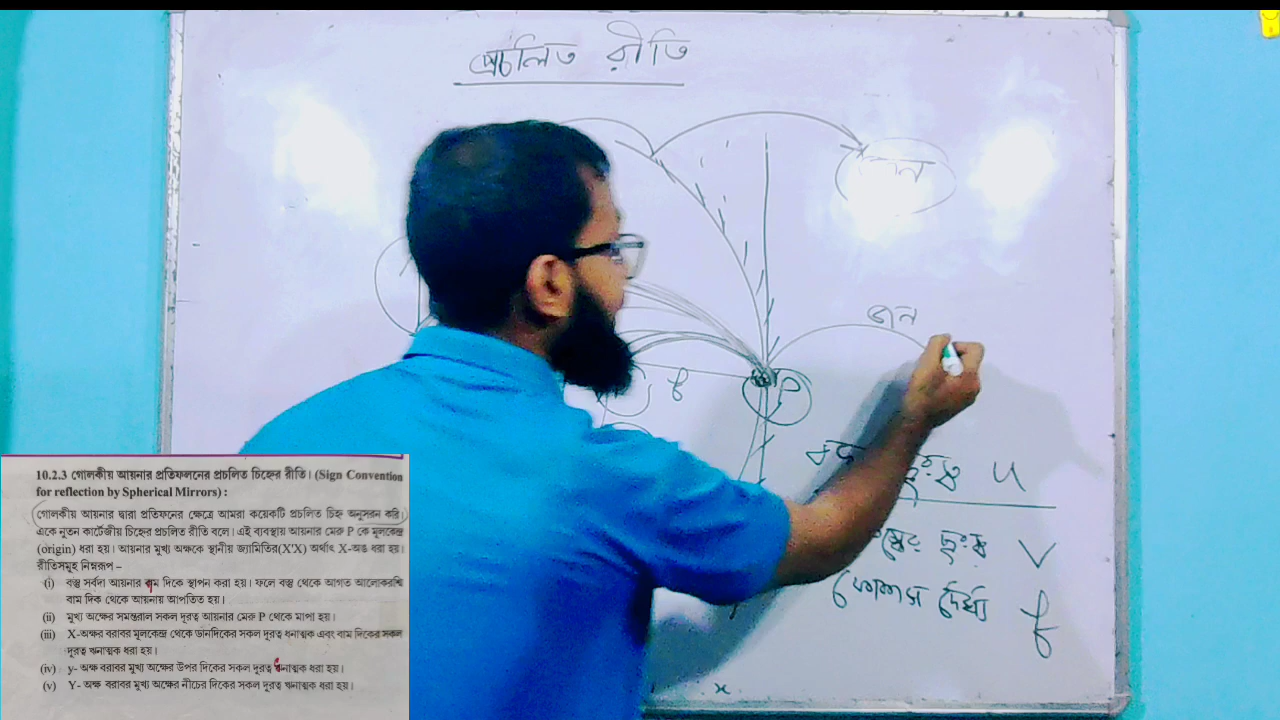 প্রচলিত রীতি
ডান
f
P
দূরত্ব u
দূরত্ব v
ফোকাস দৈর্ঘ্য f
10.2.3 গোলকীয় আয়নার প্রতিফলনের প্রচলিত চিহ্নের রীতি। (Sign Convention
for reflection by Spherical Mirrors) :
গোলকীয় আয়নার দ্বারা প্রতিফনের ক্ষেত্রে আমরা কয়েকটি প্রচলিত চিহ্ন অনুসরন করি।
একে নুতন কার্টেজীয় চিহ্নের প্রচলিত রীতি বলে। এই ব্যবস্থায় আয়নার মেরু P কে মূলকেন্দ্র
(origin) ধরা হয়। আয়নার মুখ্য অক্ষকে স্থানীয় জ্যামিতির(X'X) অর্থাৎ X-অক্ষ ধরা হয়।
রীতিসমূহ নিম্নরূপ –
(i) বস্তু সর্বদা আয়নার বাম দিকে স্থাপন করা হয়। ফলে বস্তু থেকে আগত আলোকরশ্মি
বাম দিক থেকে আয়নায় আপতিত হয়।
(ii) মুখ্য অক্ষের সমন্তরাল সকল দূরত্ব আয়নার মেরু P থেকে মাপা হয়।
(iii) X-অক্ষর বরাবর মূলকেন্দ্র থেকে ডানদিকের সকল দূরত্ব ধনাত্মক এবং বাম দিকের সকল
দূরত্ব ঋনাত্মক ধরা হয়।
(iv) y- অক্ষ বরাবর মুখ্য অক্ষের উপর দিকের সকল দূরত্ব ধনাত্মক ধরা হয়।
(v) Y- অক্ষ বরাবর মুখ্য অক্ষের নীচের দিকের সকল দূরত্ব ঋনাত্মক ধরা হয়।